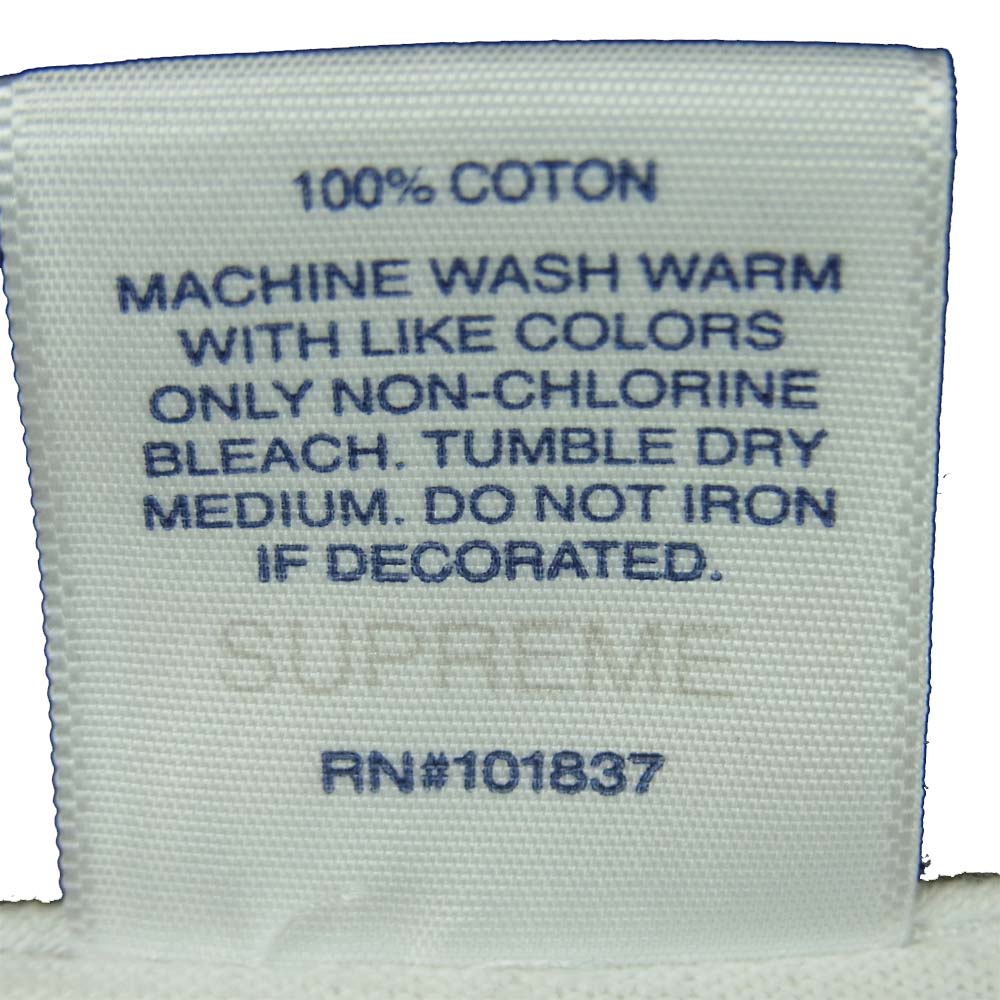 100% COTON
MACHINE WASH WARM
WITH LIKE COLORS
ONLY NON-CHLORINE
BLEACH. TUMBLE DRY
MEDIUM. DO NOT IRON
IF DECORATED.
SUPREME
RN#101837